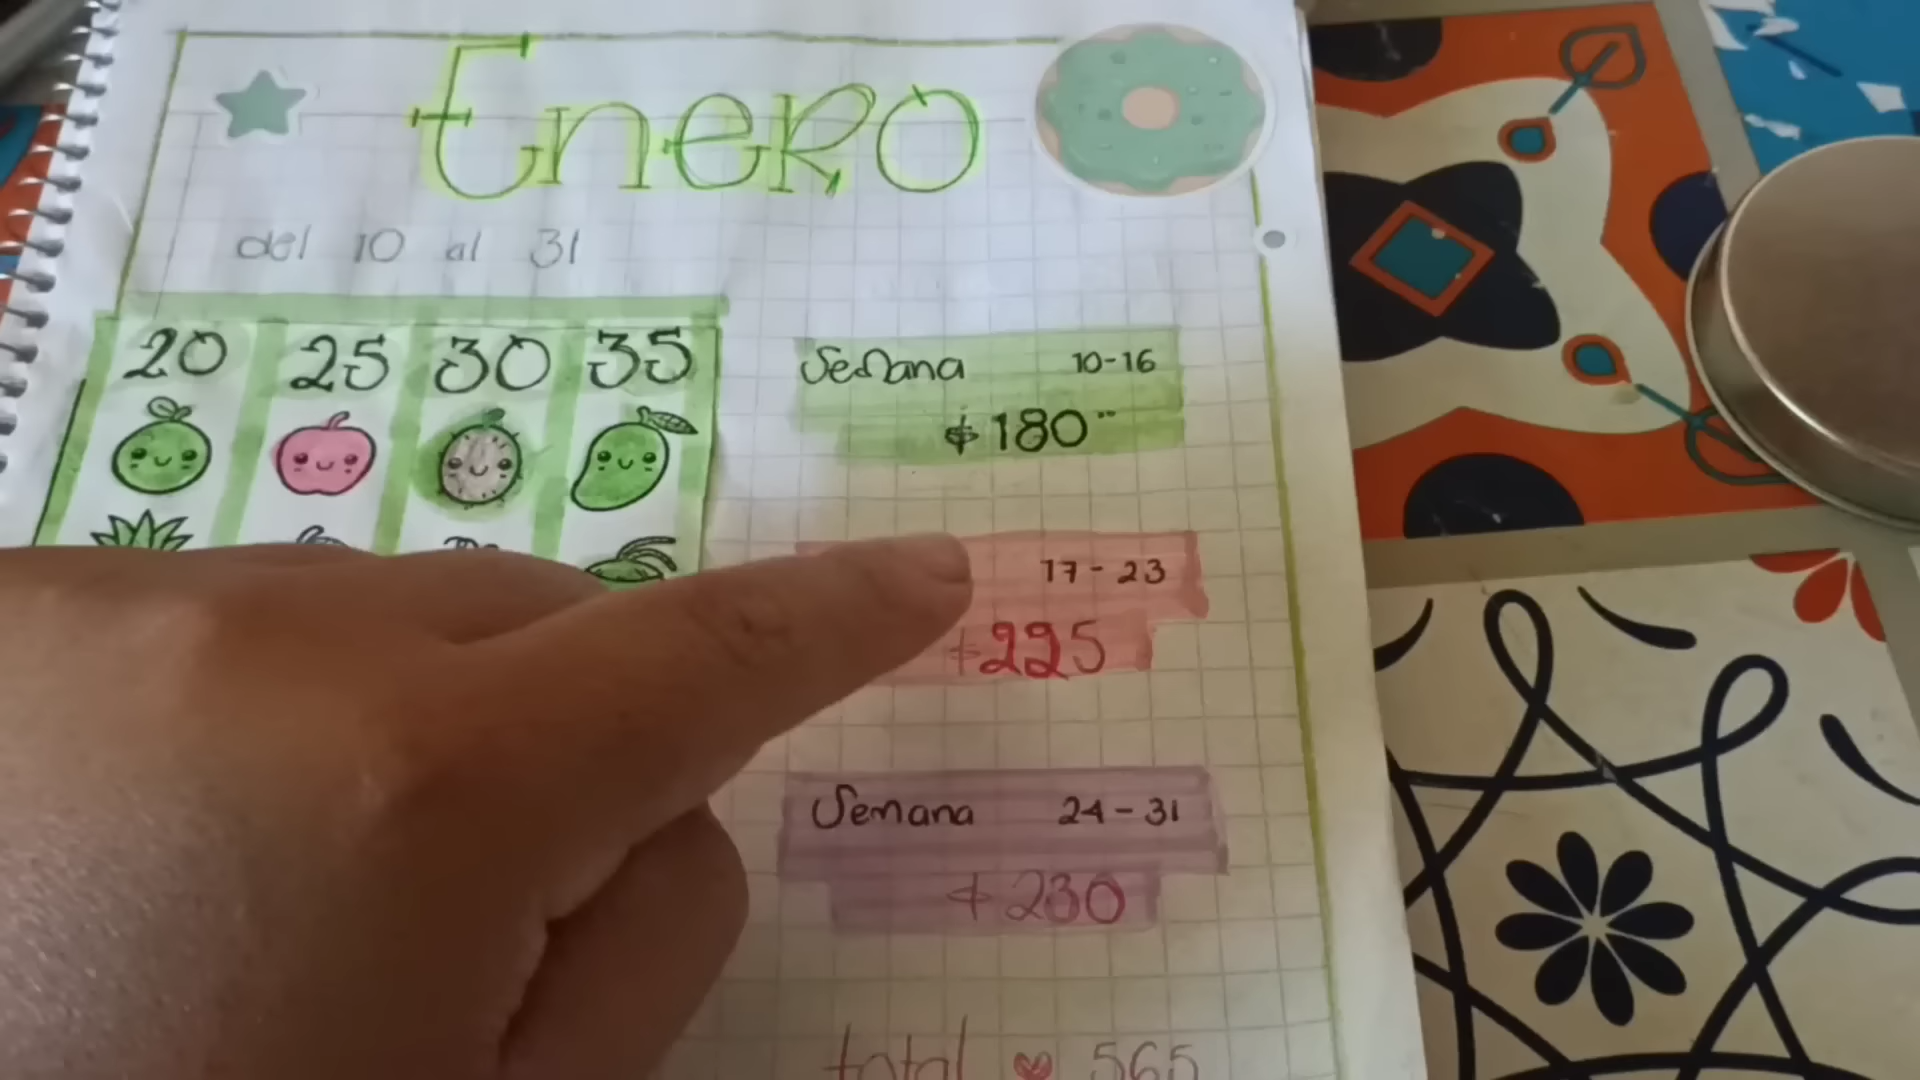 Enero
del 10 al 31
20 25 30 35
Semana 10-16
$180
17-23
$225
Semana 24-31
$230
total ♥ 565